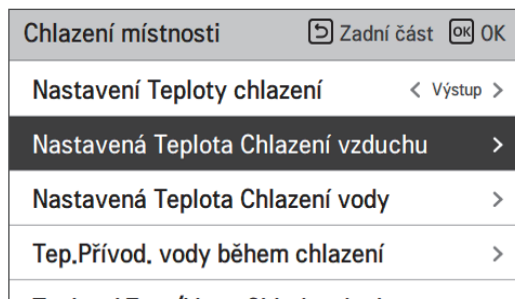 Chlazení místnosti Zadní část OK OK
Nastavení Teploty chlazení < Výstup >
Nastavená Teplota Chlazení vzduchu >
Nastavená Teplota Chlazení vody >
Tep.Přívod. vody během chlazení >